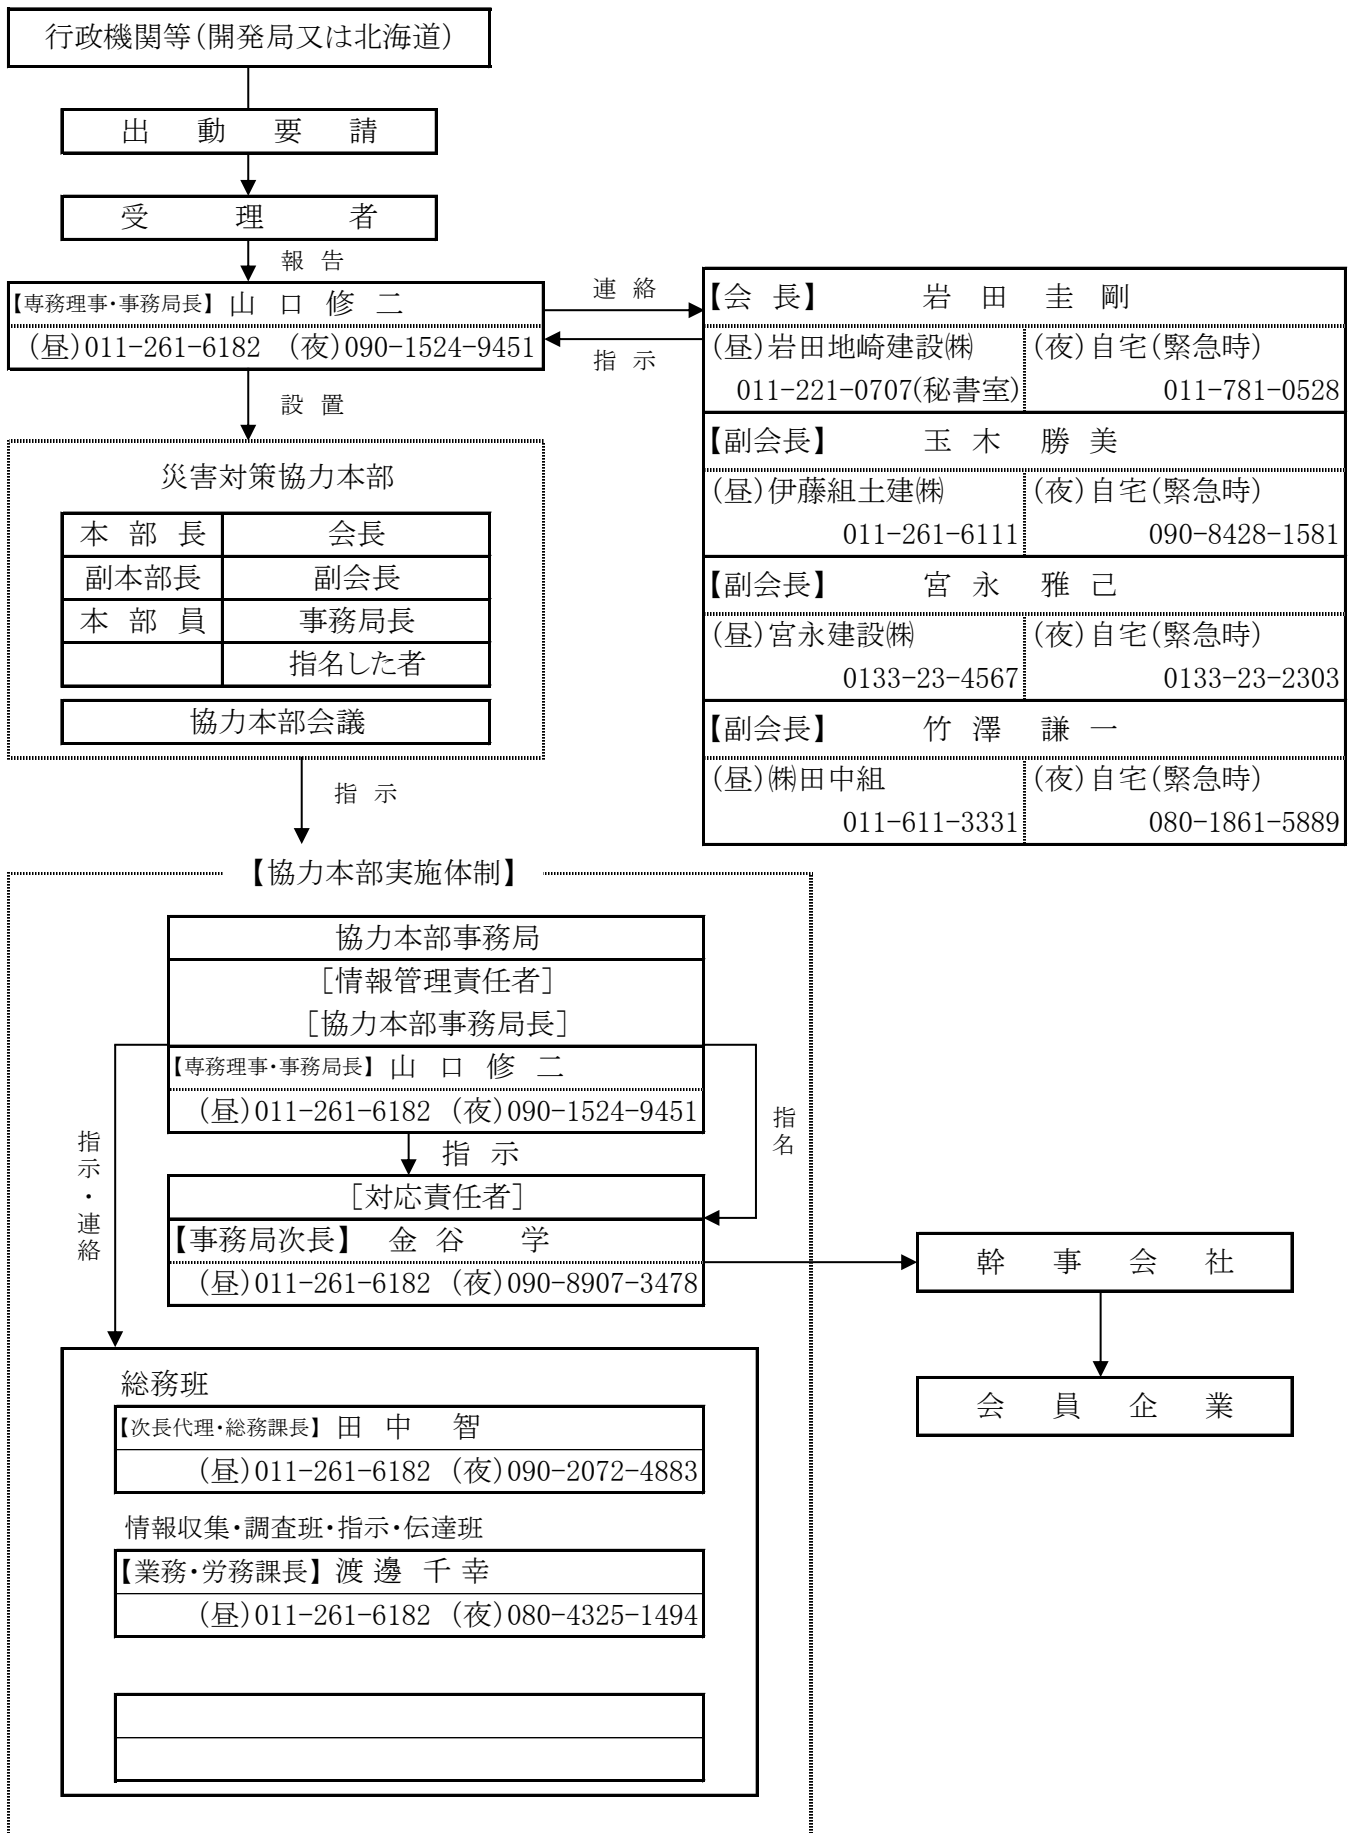 行政機関等(開発局又は北海道)
出動要請
受理者
報告
【専務理事・事務局長】 山口修二
(昼)011-261-6182 (夜)090-1524-9451
連絡
指示
【会長】 岩田圭剛
(昼)岩田地崎建設㈱ (夜)自宅(緊急時)
011-221-0707(秘書室) 011-781-0528
【副会長】 玉木勝美
(昼)伊藤組土建㈱ (夜)自宅(緊急時)
011-261-6111 090-8428-1581
【副会長】 宮永雅己
(昼)宮永建設㈱ (夜)自宅(緊急時)
0133-23-4567 0133-23-2303
【副会長】 竹澤謙一
(昼)㈱田中組 (夜)自宅(緊急時)
011-611-3331 080-1861-5889
設置
災害対策協力本部
本部長 会長
副本部長 副会長
本部員 事務局長
指名した者
協力本部会議
指示
【協力本部実施体制】
協力本部事務局
[情報管理責任者]
[協力本部事務局長]
【専務理事・事務局長】 山口修二
(昼)011-261-6182 (夜)090-1524-9451
指示
指名
指示・連絡
[対応責任者]
【事務局次長】 金谷 学
(昼)011-261-6182 (夜)090-8907-3478
幹事会社
会員企業
総務班
【次長代理・総務課長】 田中 智
(昼)011-261-6182 (夜)090-2072-4883
情報収集・調査班・指示・伝達班
【業務・労務課長】 渡邊千幸
(昼)011-261-6182 (夜)080-4325-1494